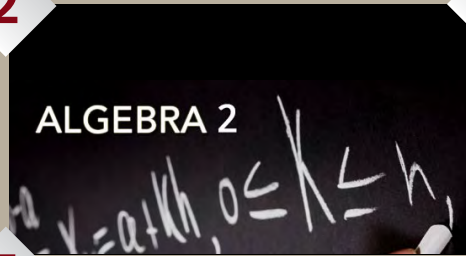 2
ALGEBRA 2
-a
x = a + kh, 0 ≤ k ≤ n,